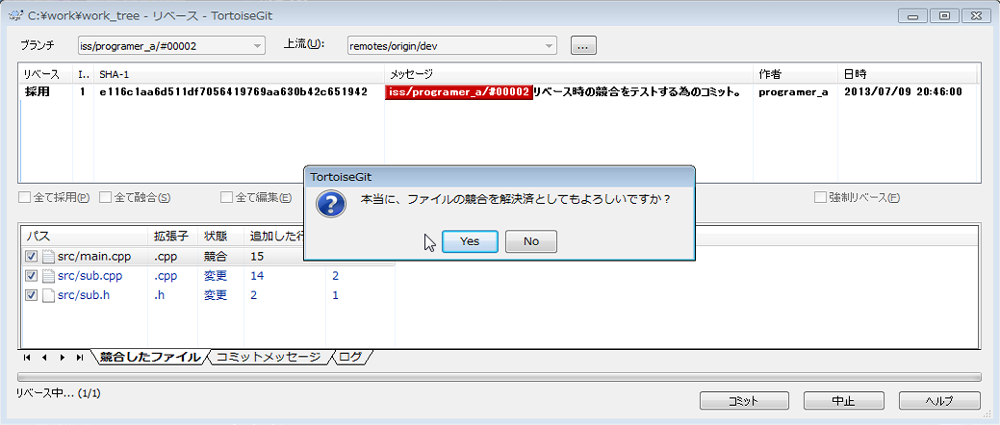 C:¥work¥work_tree - リベース - TortoiseGit
ブランチ iss/programer_a/#00002 上流(U): remotes/origin/dev ...
リベース I.. SHA-1 メッセージ 作者 日時
採用 1 e116c1aa6d511df7056419769aa630b42c651942 iss/programer_a/#00002 リベース時の競合をテストする為のコミット。 programer_a 2013/07/09 20:46:00
全て採用(P) 全て融合(S) 全て編集(E) 強制リベース(F)
TortoiseGit
本当に、ファイルの競合を解決済としてもよろしいですか？
Yes No
パス 拡張子 状態 追加した行
src/main.cpp .cpp 競合 15
src/sub.cpp .cpp 変更 14 2
src/sub.h .h 変更 2 1
競合したファイル コミットメッセージ ログ
リベース中... (1/1)
コミット 中止 ヘルプ